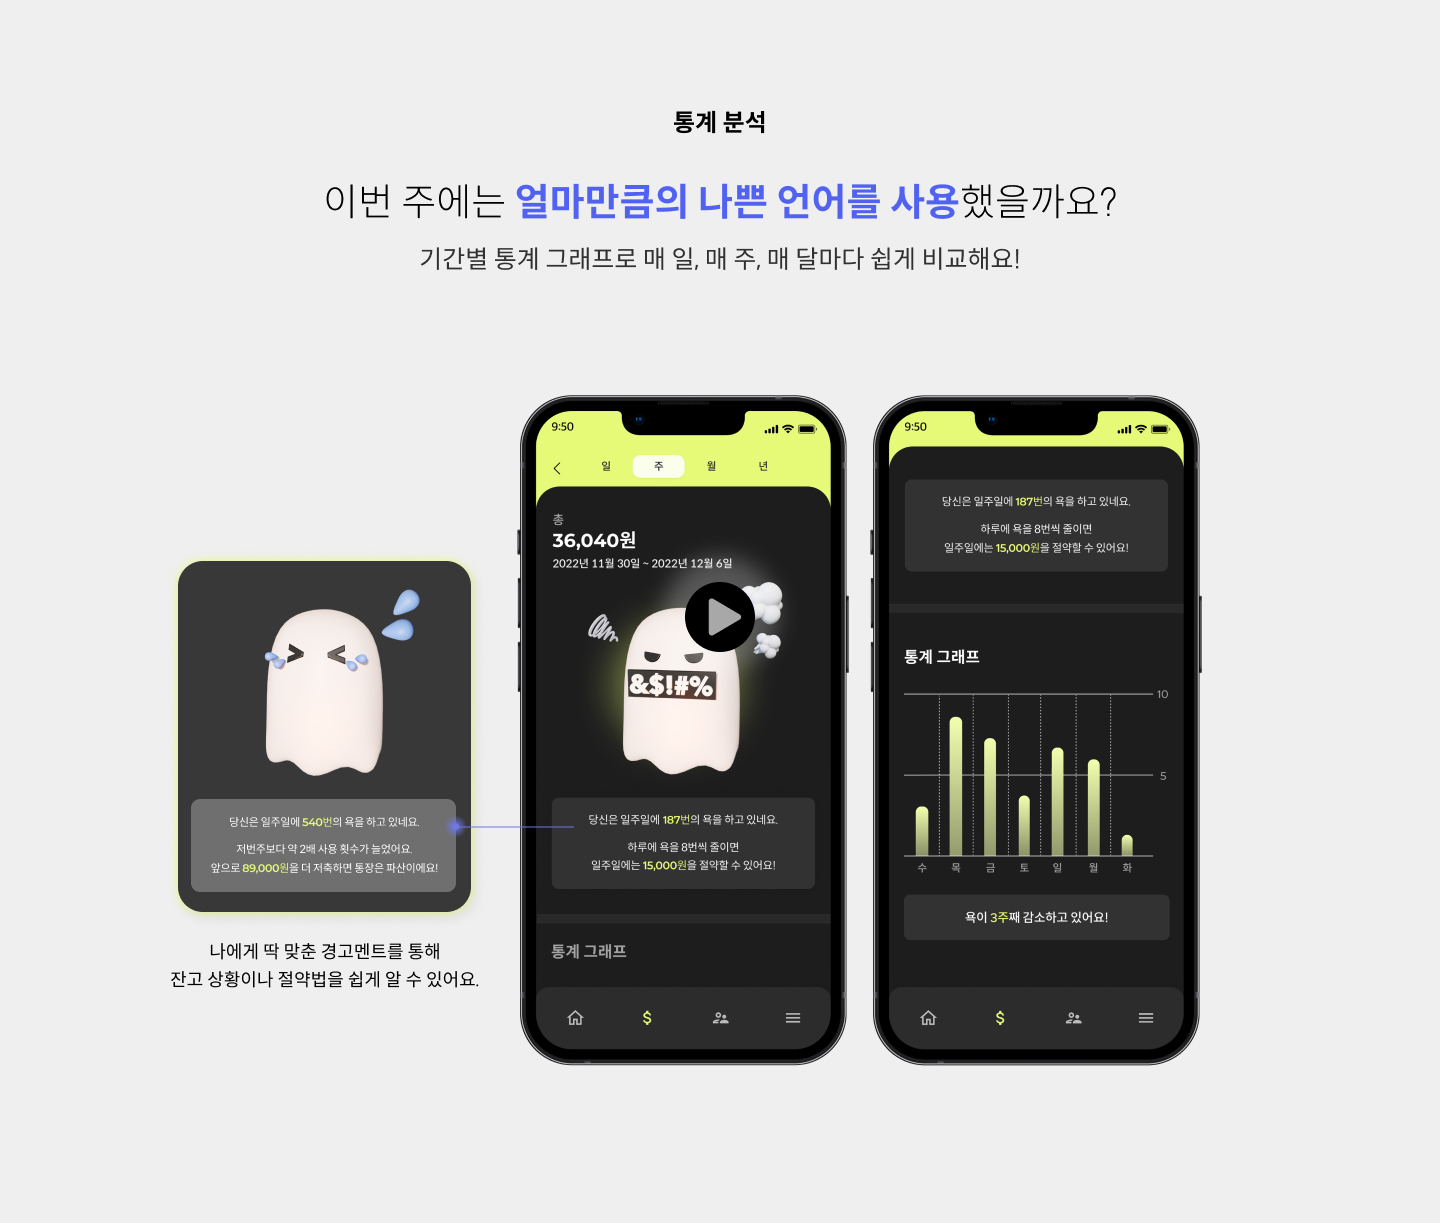 통계 분석
이번 주에는 얼마만큼의 나쁜 언어를 사용했을까요?
기간별 통계 그래프로 매 일, 매 주, 매 달마다 쉽게 비교해요!
당신은 일주일에 540번의 욕을 하고 있네요.
저번주보다 약 2배 사용 횟수가 늘었어요.
앞으로 89,000원을 더 저축하면 통장은 파산이에요!
나에게 딱 맞춘 경고멘트를 통해
잔고 상황이나 절약법을 쉽게 알 수 있어요.
9:50
일 주 월 년
총
36,040원
2022년 11월 30일 ~ 2022년 12월 6일
&$!#%
당신은 일주일에 187번의 욕을 하고 있네요.
하루에 욕을 8번씩 줄이면
일주일에는 15,000원을 절약할 수 있어요!
통계 그래프
9:50
당신은 일주일에 187번의 욕을 하고 있네요.
하루에 욕을 8번씩 줄이면
일주일에는 15,000원을 절약할 수 있어요!
통계 그래프
10
5
수 목 금 토 일 월 화
욕이 3주째 감소하고 있어요!